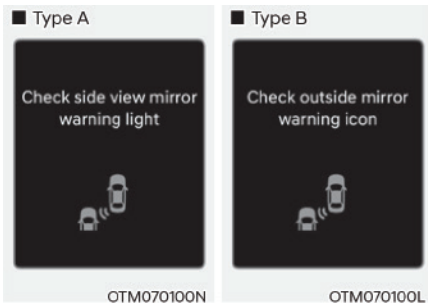 ■ Type A
Check side view mirror
warning light
OTM070100N
■ Type B
Check outside mirror
warning icon
OTM070100L